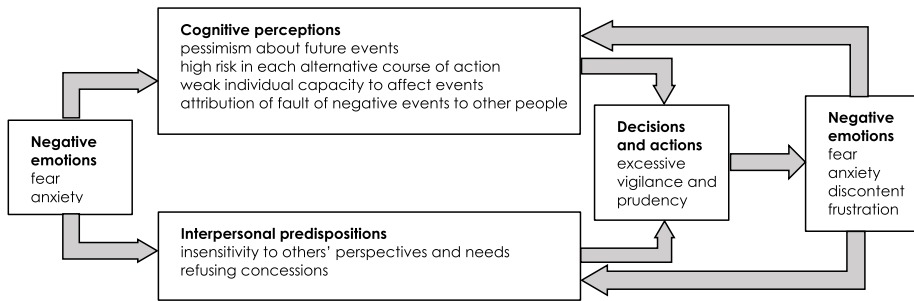 Cognitive perceptions
pessimism about future events
high risk in each alternative course of action
weak individual capacity to affect events
attribution of fault of negative events to other people
Negative
emotions
fear
anxiety
Decisions
and actions
excessive
vigilance and
prudency
Negative
emotions
fear
anxiety
discontent
frustration
Interpersonal predispositions
insensitivity to others' perspectives and needs
refusing concessions